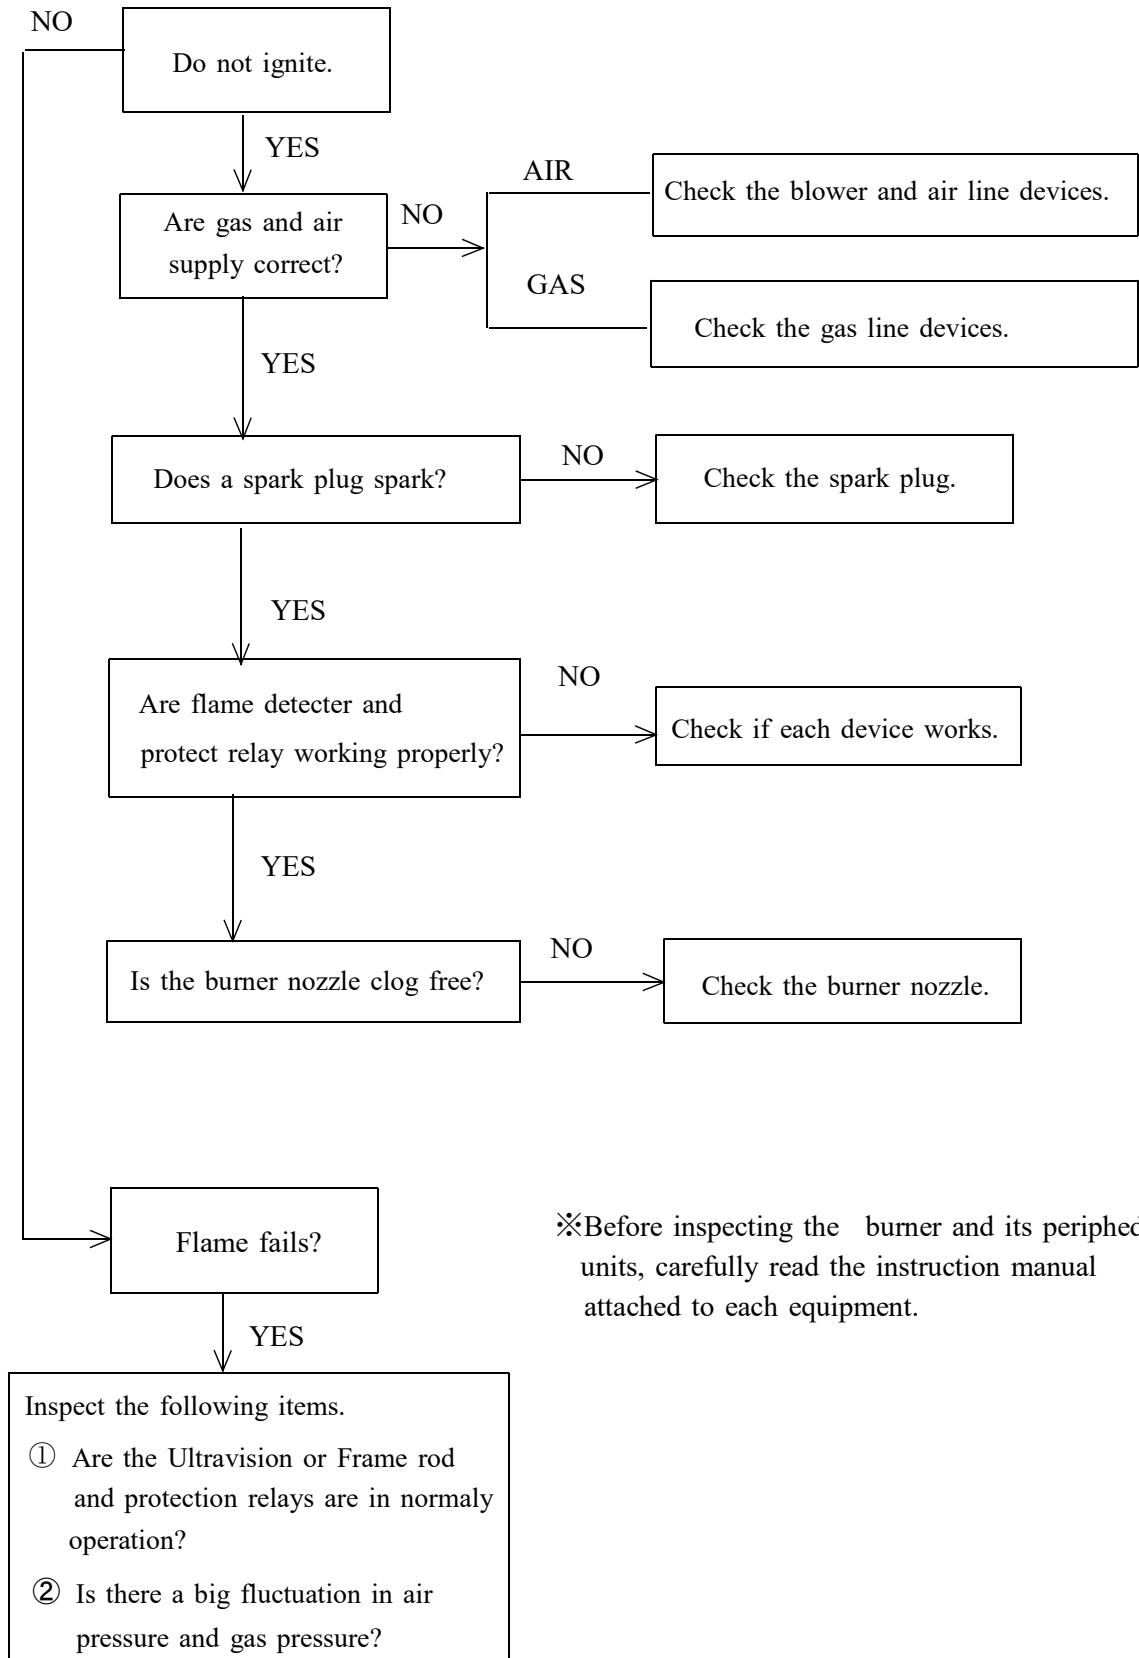 NO
Do not ignite.
YES
AIR
Check the blower and air line devices.
Are gas and air
supply correct?
NO
GAS
Check the gas line devices.
YES
Does a spark plug spark?
NO
Check the spark plug.
YES
Are flame detecter and
protect relay working properly?
NO
Check if each device works.
YES
Is the burner nozzle clog free?
NO
Check the burner nozzle.
Flame fails?
YES
※Before inspecting the burner and its periphed
units, carefully read the instruction manual
attached to each equipment.
Inspect the following items.
① Are the Ultravision or Frame rod
and protection relays are in normaly
operation?
② Is there a big fluctuation in air
pressure and gas pressure?